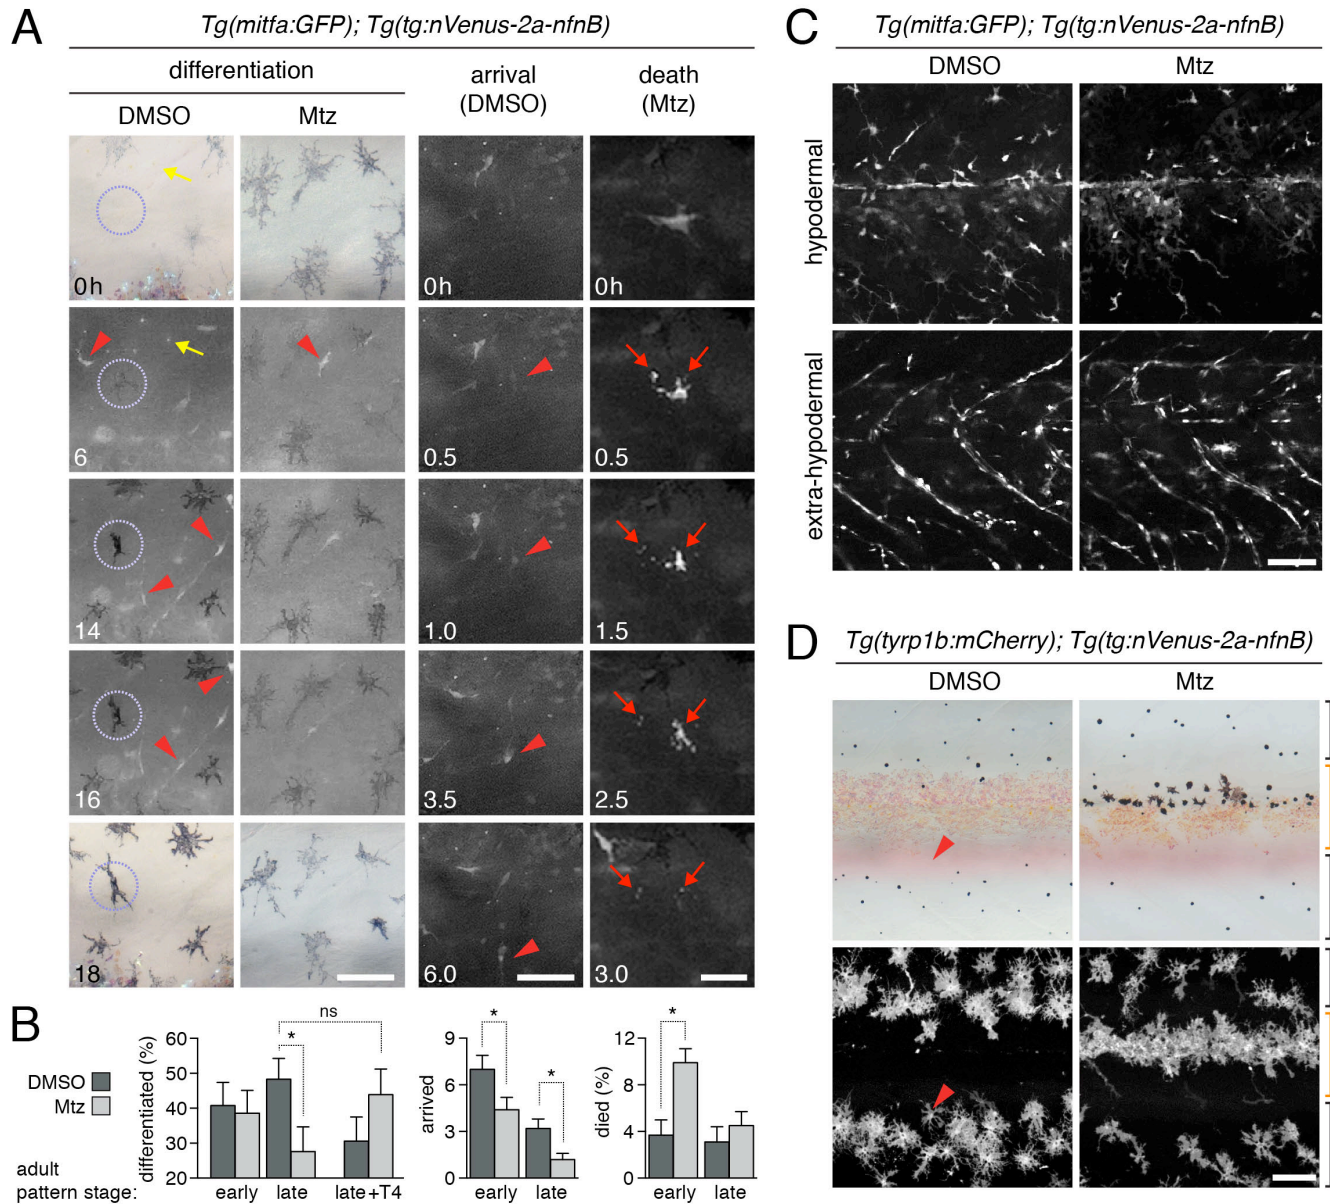 A
Tg(mitfa:GFP); Tg(tg:nVenus-2a-nfnB)
differentiation
arrival
(DMSO)
death
(Mtz)
DMSO
Mtz
0h
0h
0h
6
0.5
0.5
14
1.0
1.5
16
3.5
2.5
18
6.0
3.0
B
DMSO
Mtz
adult
pattern stage:
differentiated (%)
60
50
40
30
20
*
ns
early
late
late+T4
arrived
9
6
3
0
*
*
early
late
died (%)
12
8
4
0
*
early
late
C
Tg(mitfa:GFP); Tg(tg:nVenus-2a-nfnB)
DMSO
Mtz
hypodermal
extra-hypodermal
D
Tg(tyrp1b:mCherry); Tg(tg:nVenus-2a-nfnB)
DMSO
Mtz